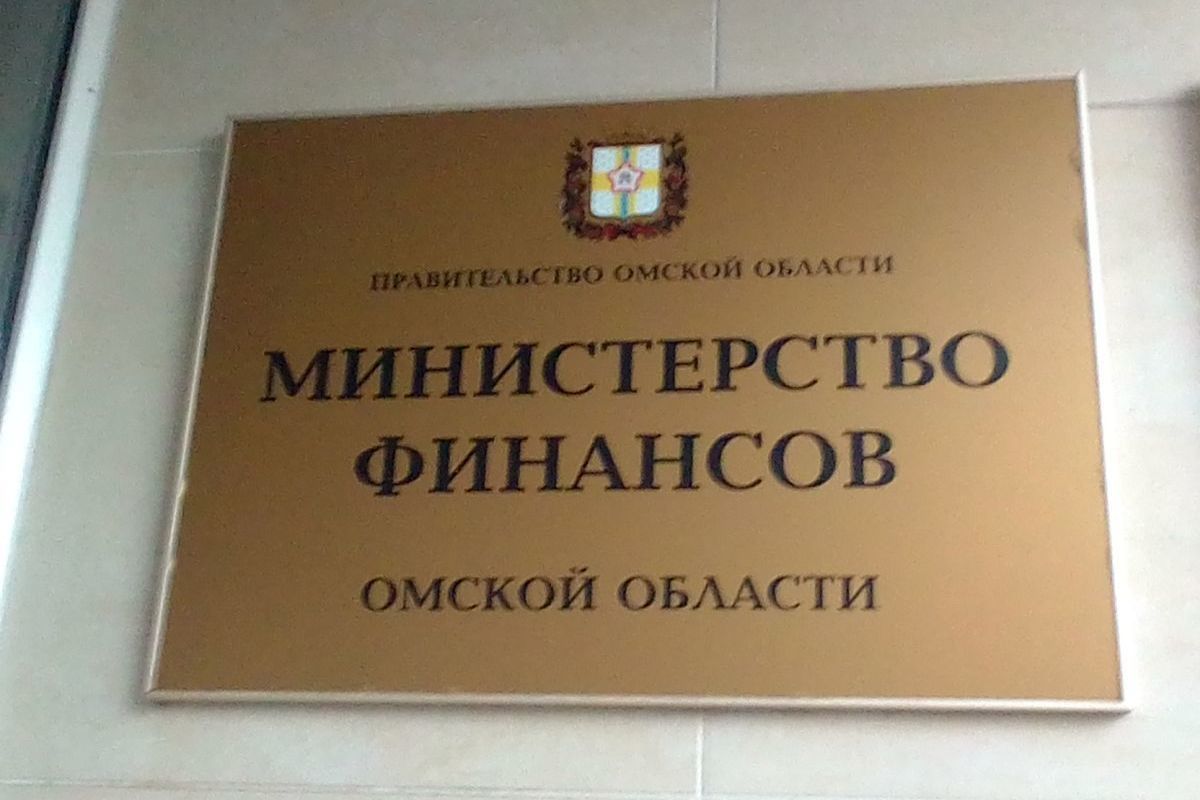 ПРАВИТЕЛЬСТВО ОМСКОЙ ОБЛАСТИ
МИНИСТЕРСТВО
ФИНАНСОВ
ОМСКОЙ ОБЛАСТИ